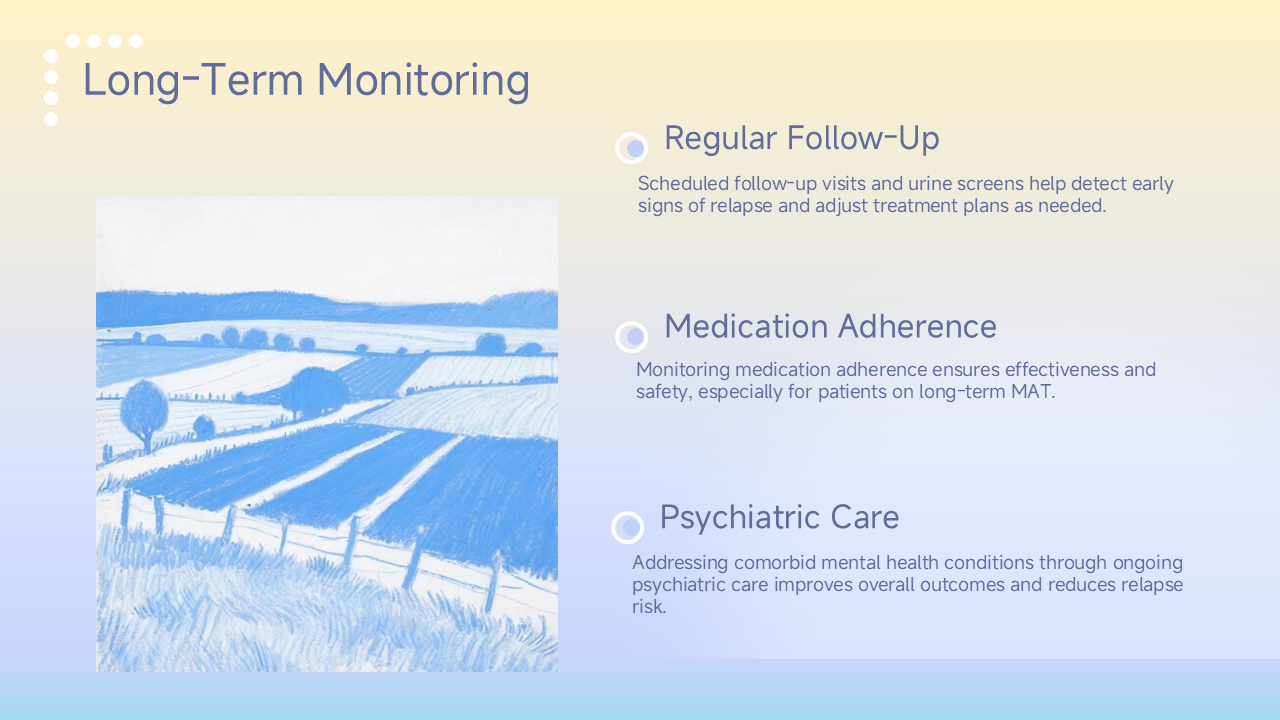 Long-Term Monitoring
Regular Follow-Up
Scheduled follow-up visits and urine screens help detect early
signs of relapse and adjust treatment plans as needed.
Medication Adherence
Monitoring medication adherence ensures effectiveness and
safety, especially for patients on long-term MAT.
Psychiatric Care
Addressing comorbid mental health conditions through ongoing
psychiatric care improves overall outcomes and reduces relapse
risk.